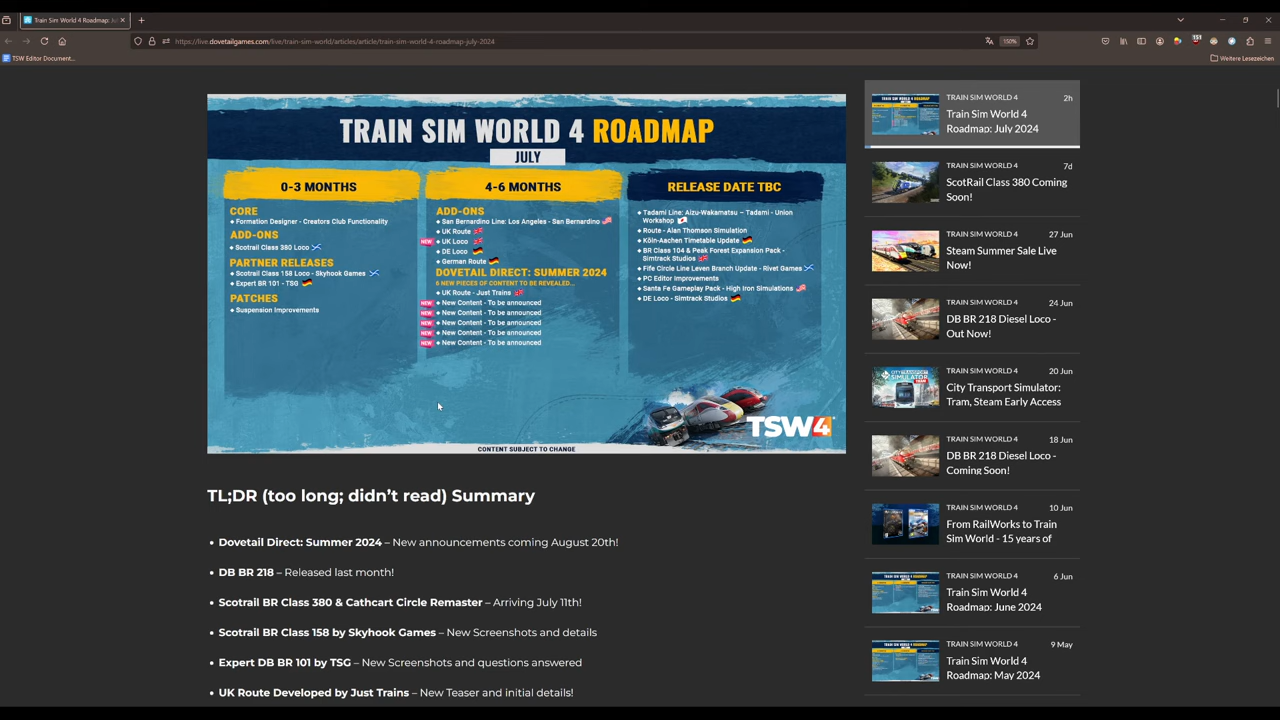 Train Sim World 4 Roadmap: Ju
https://live.dovetailgames.com/live/train-sim-world/articles/article/train-sim-world-4-roadmap-july-2024
150%
151
TSW Editor Document...
Weitere Lesezeichen
TRAIN SIM WORLD 4 ROADMAP
JULY
0-3 MONTHS
CORE
Formation Designer - Creators Club Functionality
ADD-ONS
Scotrail Class 380 Loco
PARTNER RELEASES
Scotrail Class 158 Loco - Skyhook Games
Expert BR 101 - TSG
PATCHES
Suspension Improvements
4-6 MONTHS
ADD-ONS
San Bernardino Line: Los Angeles - San Bernardino
UK Route
NEW UK Loco
DE Loco
German Route
DOVETAIL DIRECT: SUMMER 2024
6 NEW PIECES OF CONTENT TO BE REVEALED...
UK Route - Just Trains
NEW New Content - To be announced
NEW New Content - To be announced
NEW New Content - To be announced
NEW New Content - To be announced
NEW New Content - To be announced
RELEASE DATE TBC
Tadami Line: Aizu-Wakamatsu – Tadami - Union
Workshop
Route - Alan Thomson Simulation
Köln-Aachen Timetable Update
BR Class 104 & Peak Forest Expansion Pack -
Simtrack Studios
Fife Circle Line Leven Branch Update - Rivet Games
PC Editor Improvements
Santa Fe Gameplay Pack - High Iron Simulations
DE Loco - Simtrack Studios
TSW4
CONTENT SUBJECT TO CHANGE
TL;DR (too long; didn’t read) Summary
• Dovetail Direct: Summer 2024 – New announcements coming August 20th!
• DB BR 218 – Released last month!
• Scotrail BR Class 380 & Cathcart Circle Remaster – Arriving July 11th!
• Scotrail BR Class 158 by Skyhook Games – New Screenshots and details
• Expert DB BR 101 by TSG – New Screenshots and questions answered
• UK Route Developed by Just Trains – New Teaser and initial details!
TRAIN SIM WORLD 4 2h
Train Sim World 4
Roadmap: July 2024
TRAIN SIM WORLD 4 7d
ScotRail Class 380 Coming
Soon!
TRAIN SIM WORLD 4 27 Jun
Steam Summer Sale Live
Now!
TRAIN SIM WORLD 4 24 Jun
DB BR 218 Diesel Loco -
Out Now!
TRAIN SIM WORLD 4 20 Jun
City Transport Simulator:
Tram, Steam Early Access
TRAIN SIM WORLD 4 18 Jun
DB BR 218 Diesel Loco -
Coming Soon!
TRAIN SIM WORLD 4 10 Jun
From RailWorks to Train
Sim World - 15 years of
TRAIN SIM WORLD 4 6 Jun
Train Sim World 4
Roadmap: June 2024
TRAIN SIM WORLD 4 9 May
Train Sim World 4
Roadmap: May 2024